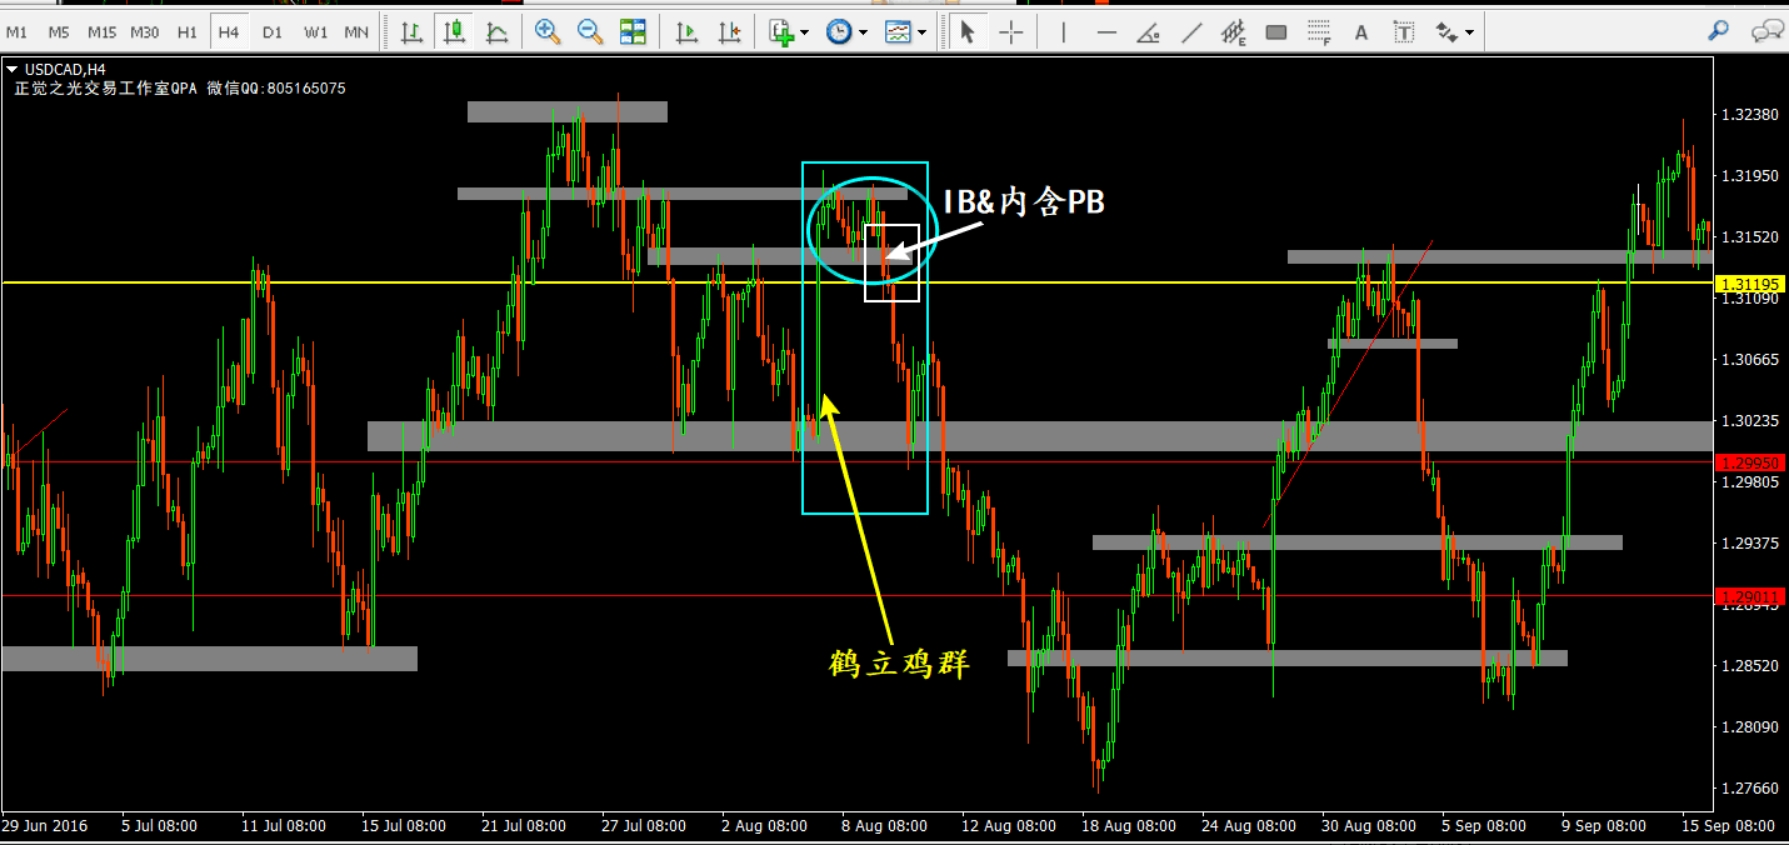 M1 M5 M15 M30 H1 H4 D1 W1 MN
E F A T
USDCAD,H4
正觉之光交易工作室QPA 微信QQ:805165075
IB&内含PB
鹤立鸡群
1.32380
1.31950
1.31520
1.31195
1.31090
1.30665
1.30235
1.29950
1.29805
1.29375
1.29011
1.28945
1.28520
1.28090
1.27660
29 Jun 2016 5 Jul 08:00 11 Jul 08:00 15 Jul 08:00 21 Jul 08:00 27 Jul 08:00 2 Aug 08:00 8 Aug 08:00 12 Aug 08:00 18 Aug 08:00 24 Aug 08:00 30 Aug 08:00 5 Sep 08:00 9 Sep 08:00 15 Sep 08:00